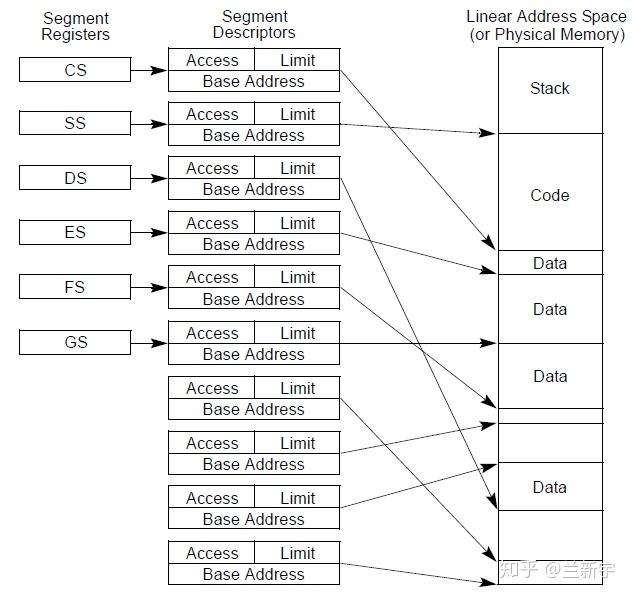 Segment
Registers
Segment
Descriptors
Linear Address Space
(or Physical Memory)
CS
Access Limit
Base Address
Stack
SS
Access Limit
Base Address
DS
Access Limit
Base Address
Code
ES
Access Limit
Base Address
Data
FS
Access Limit
Base Address
Data
GS
Access Limit
Base Address
Data
Access Limit
Base Address
Access Limit
Base Address
Access Limit
Base Address
Data
Access Limit
Base Address
知乎 @兰新宇